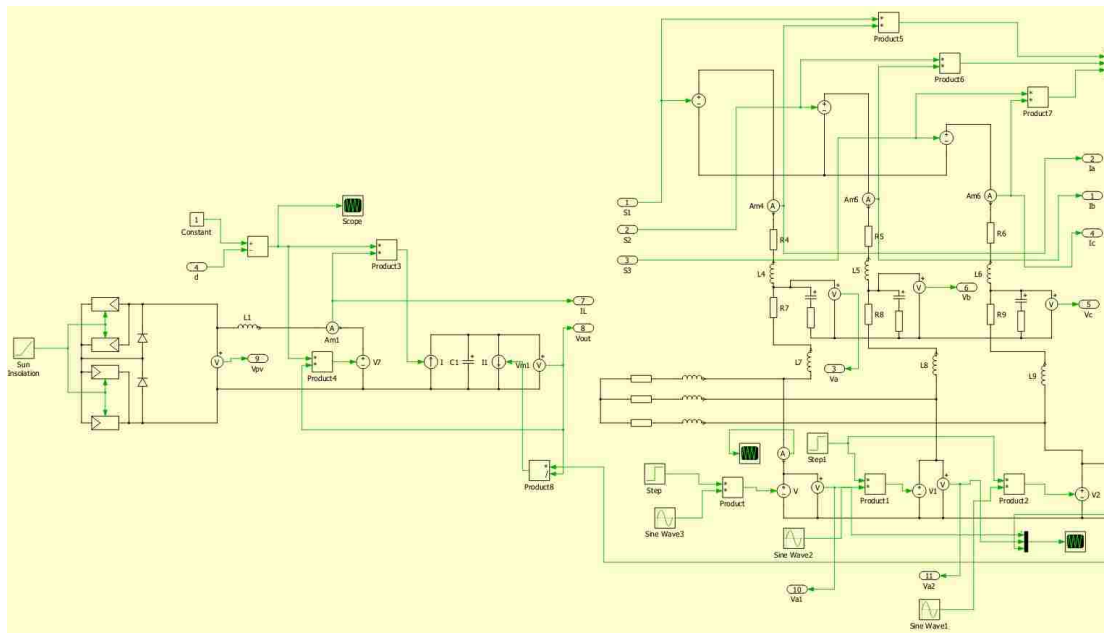 Product5
Product6
Product7
2
Ia
1
Ib
4
Ic
1
S1
2
S2
3
S3
Am4
A
Am6
A
Am6
A
R4
R5
R6
L4
L5
L6
R7
R8
R9
V
V
V
6
Vb
5
Vc
3
Va
L7
L8
L9
1
Constant
4
d
Scope
Product3
7
IL
8
Vout
Sun
Insolation
L1
A
Am1
V
9
Vpv
Product4
V7
I
C1
I1
Vm1
V
Product8
Step
Product
Sine Wave3
A
V
V
Step1
Product1
Sine Wave2
V1
V
Product2
V2
10
Va1
11
Va2
Sine Wave1